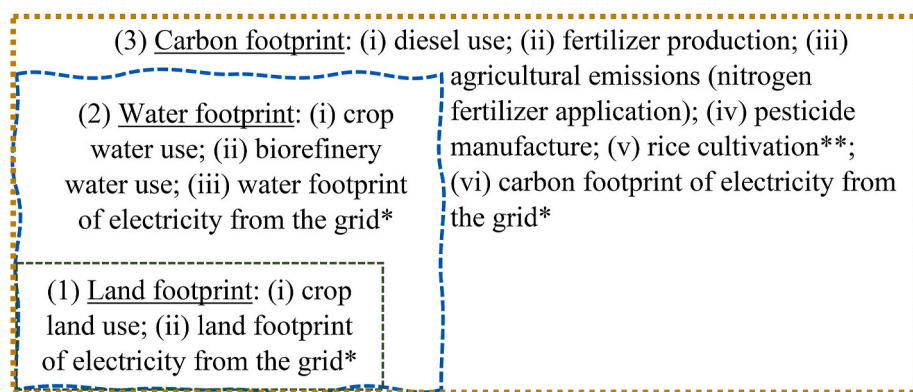 (3) Carbon footprint: (i) diesel use; (ii) fertilizer production; (iii)
agricultural emissions (nitrogen
fertilizer application); (iv) pesticide
manufacture; (v) rice cultivation**;
(vi) carbon footprint of electricity from
the grid*
(2) Water footprint: (i) crop
water use; (ii) biorefinery
water use; (iii) water footprint
of electricity from the grid*
(1) Land footprint: (i) crop
land use; (ii) land footprint
of electricity from the grid*